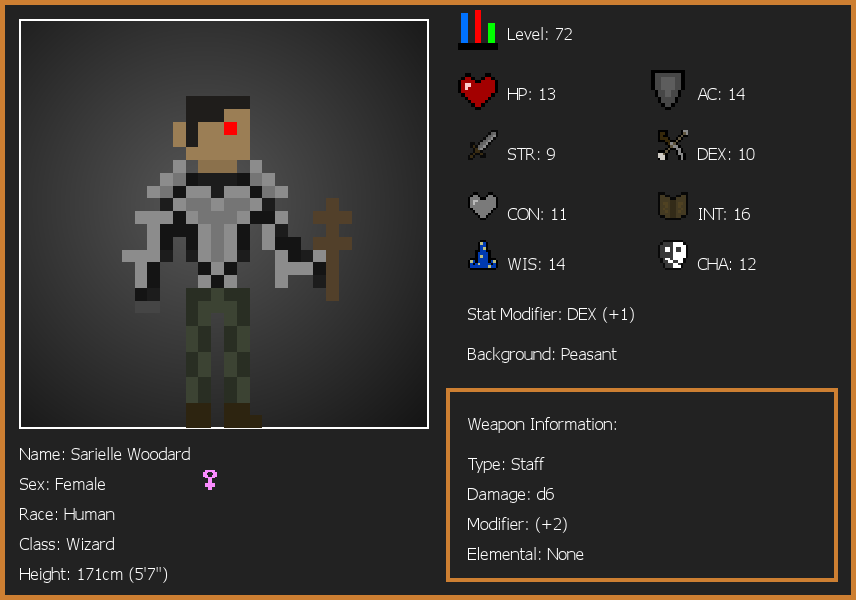 Level: 72
HP: 13
AC: 14
STR: 9
DEX: 10
CON: 11
INT: 16
WIS: 14
CHA: 12
Stat Modifier: DEX (+1)
Background: Peasant
Weapon Information:
Type: Staff
Damage: d6
Modifier: (+2)
Elemental: None
Name: Sarielle Woodard
Sex: Female
Race: Human
Class: Wizard
Height: 171cm (5'7")